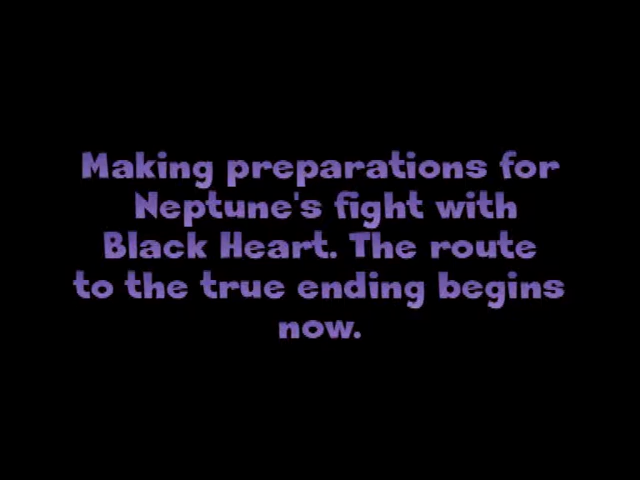 Making preparations for
Neptune's fight with
Black Heart. The route
to the true ending begins
now.